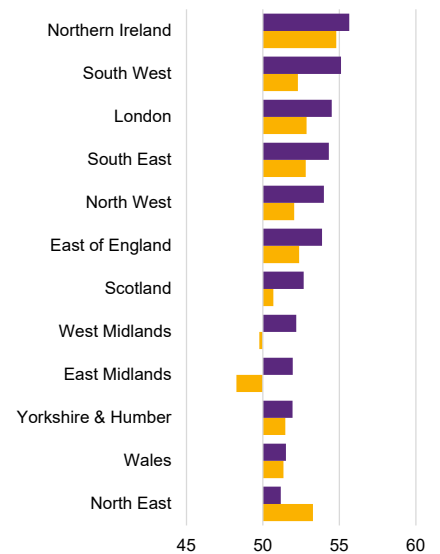 Northern Ireland
South West
London
South East
North West
East of England
Scotland
West Midlands
East Midlands
Yorkshire & Humber
Wales
North East
45 50 55 60